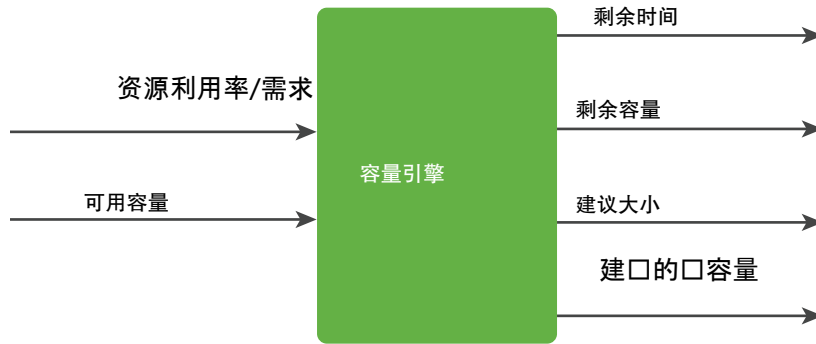 剩余时间
资源利用率/需求
剩余容量
容量引擎
可用容量
建议大小
建□的□容量